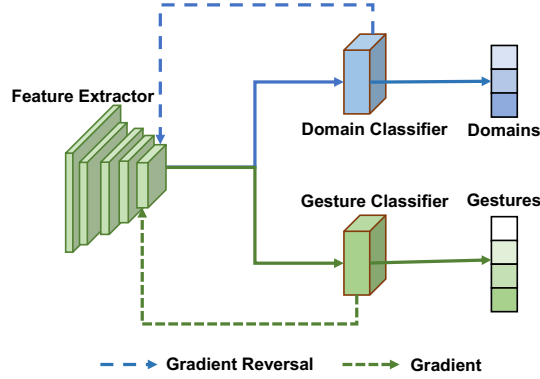 Feature Extractor
Domain Classifier
Domains
Gesture Classifier
Gestures
Gradient Reversal
Gradient